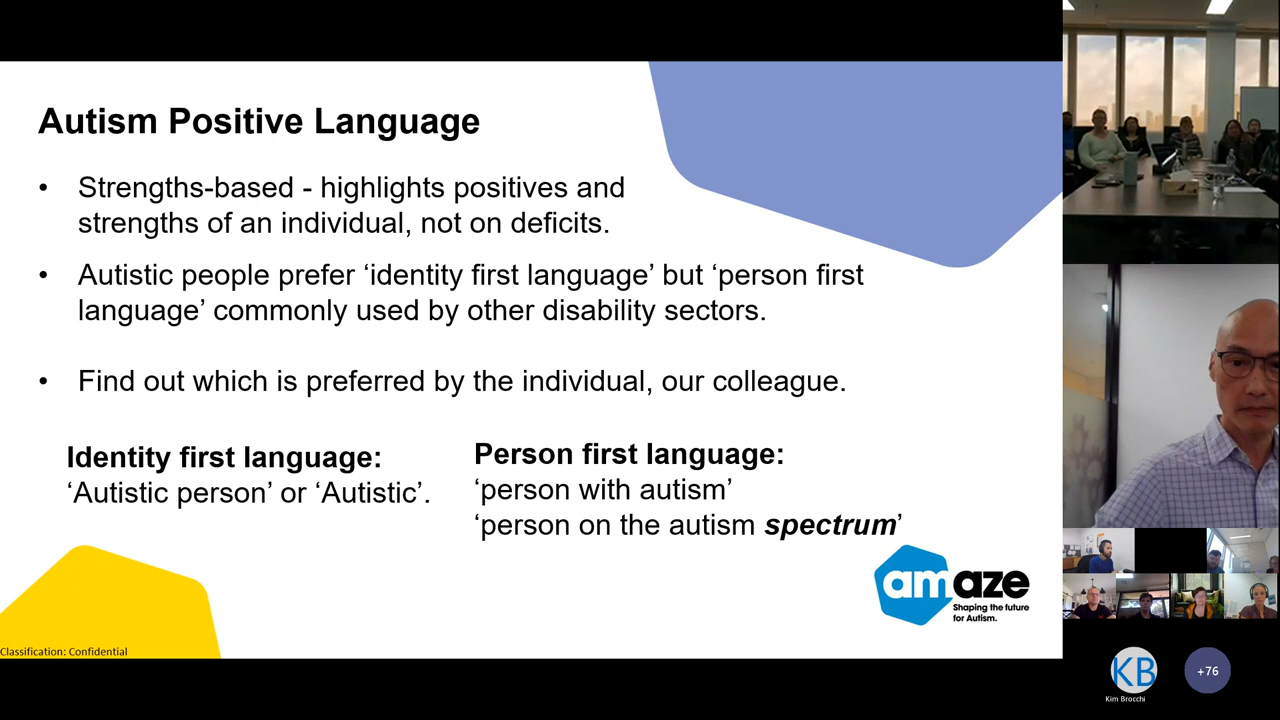 Autism Positive Language
• Strengths-based - highlights positives and
strengths of an individual, not on deficits.
• Autistic people prefer ‘identity first language’ but ‘person first
language’ commonly used by other disability sectors.
• Find out which is preferred by the individual, our colleague.
Identity first language:
‘Autistic person’ or ‘Autistic’.
Person first language:
‘person with autism’
‘person on the autism spectrum’
amaze
Shaping the future
for Autism.
Classification: Confidential
KB
Kim Brocchi
+76